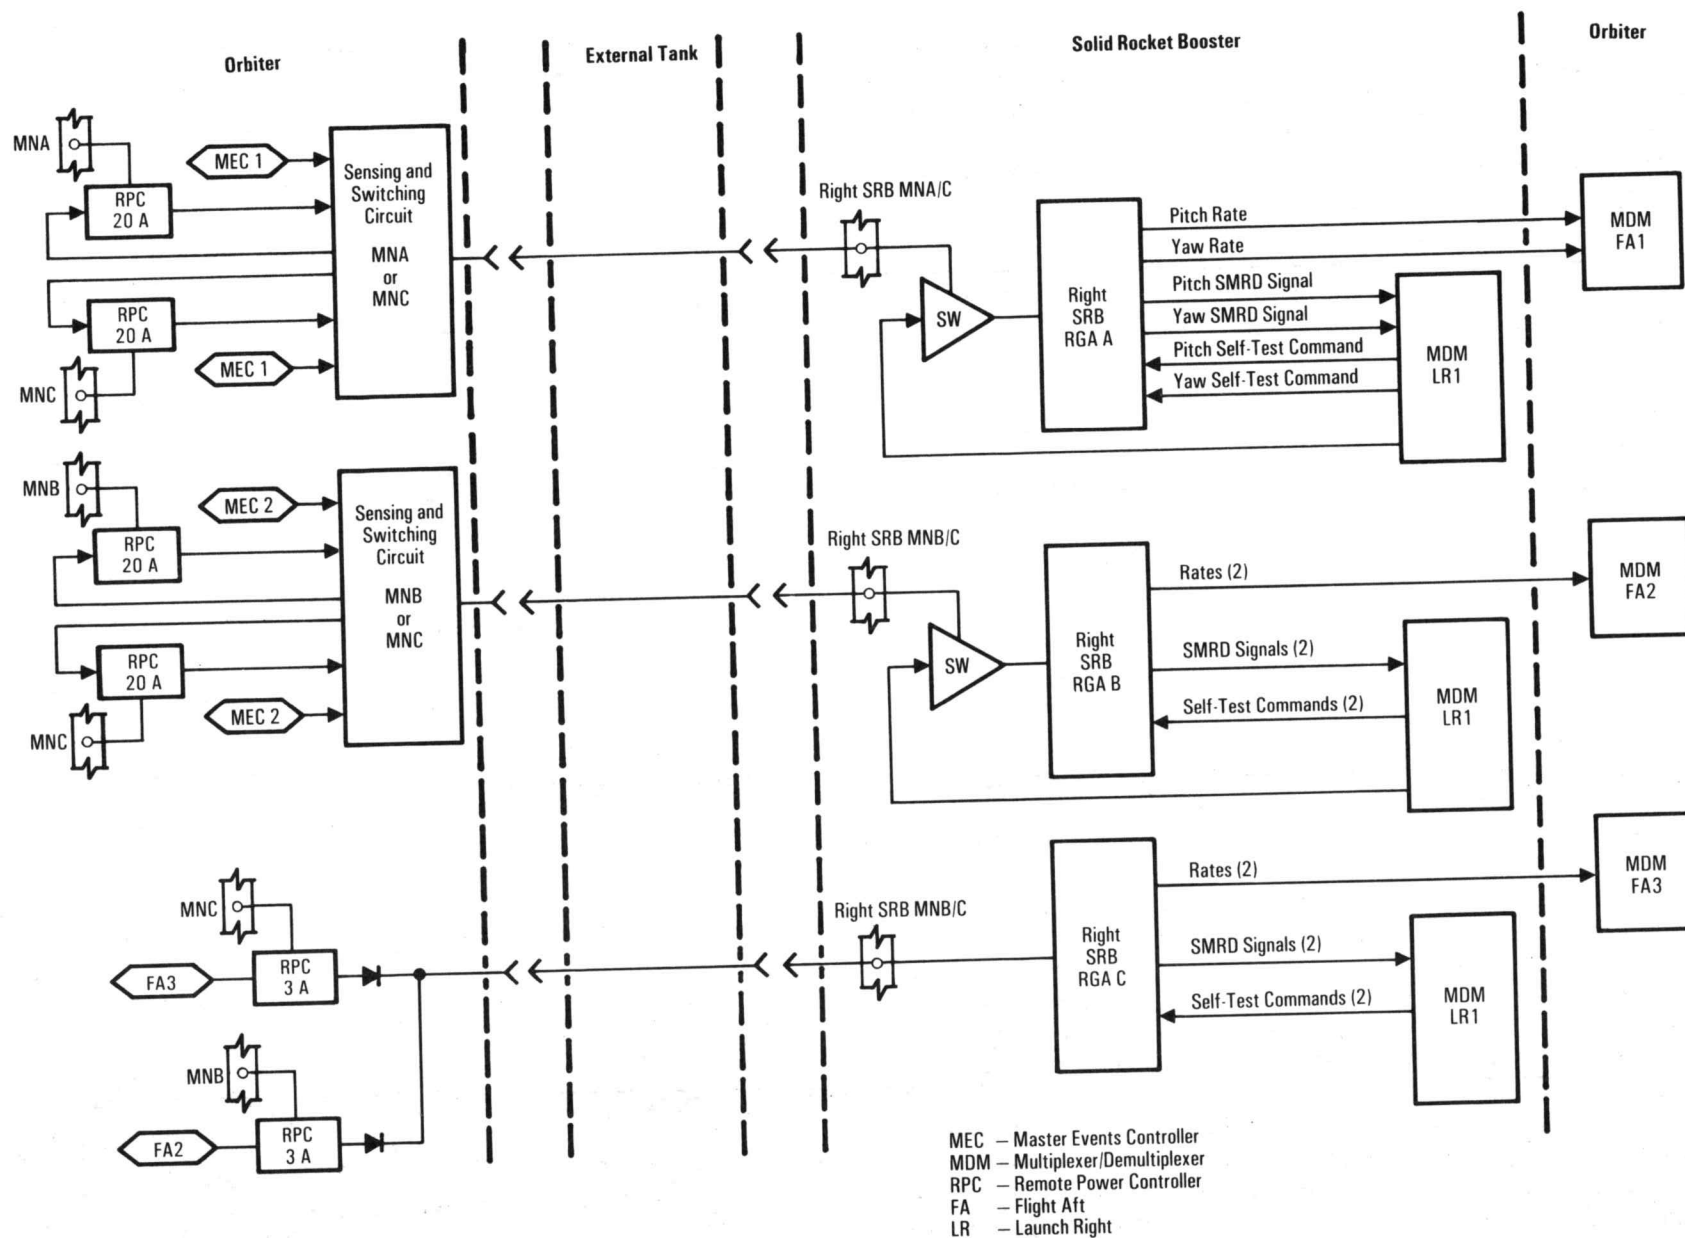 Orbiter
External Tank
Solid Rocket Booster
Orbiter
MNA
RPC
20 A
MEC 1
Sensing and
Switching
Circuit
MNA
or
MNC
RPC
20 A
MEC 1
MNC
Right SRB MNA/C
SW
Right
SRB
RGA A
Pitch Rate
Yaw Rate
Pitch SMRD Signal
Yaw SMRD Signal
Pitch Self-Test Command
Yaw Self-Test Command
MDM
LR1
MDM
FA1
MNB
RPC
20 A
MEC 2
Sensing and
Switching
Circuit
MNB
or
MNC
RPC
20 A
MEC 2
MNC
Right SRB MNB/C
SW
Right
SRB
RGA B
Rates (2)
SMRD Signals (2)
Self-Test Commands (2)
MDM
LR1
MDM
FA2
MNC
FA3
RPC
3 A
MNB
FA2
RPC
3 A
Right SRB MNB/C
Right
SRB
RGA C
Rates (2)
SMRD Signals (2)
Self-Test Commands (2)
MDM
LR1
MDM
FA3
MEC – Master Events Controller
MDM – Multiplexer/Demultiplexer
RPC – Remote Power Controller
FA – Flight Aft
LR – Launch Right